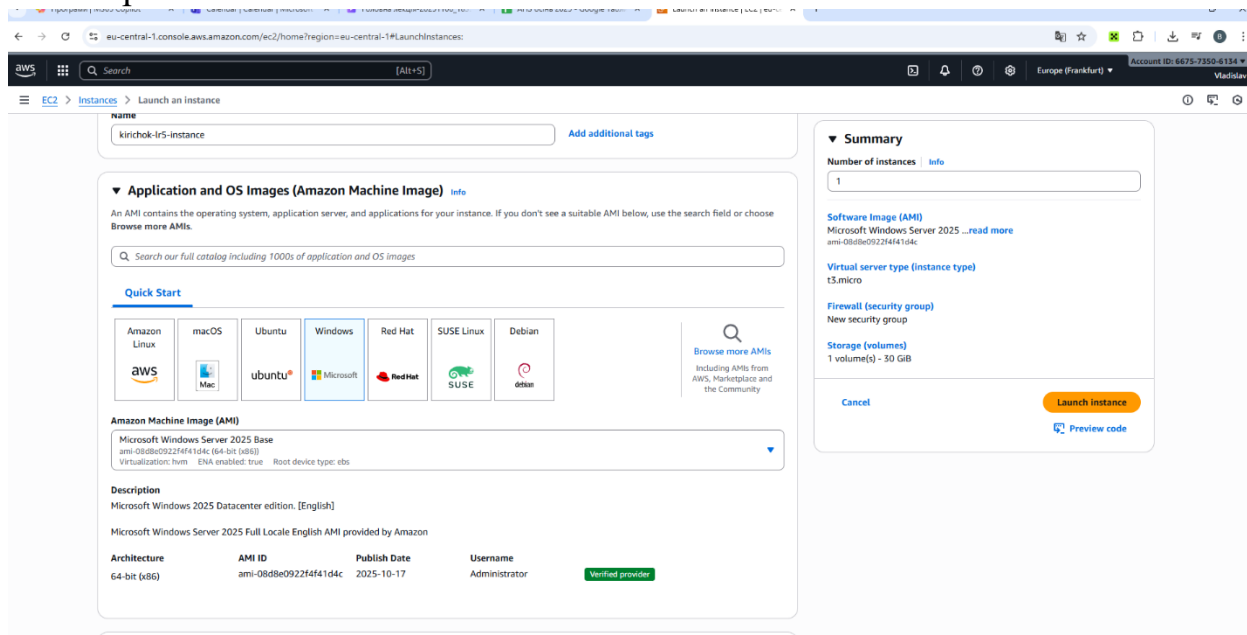 eu-central-1.console.aws.amazon.com/ec2/home?region=eu-central-1#LaunchInstances:
aws
Search
[Alt+S]
Europe (Frankfurt)
Account ID: 6675-7350-6134
Vladislav
EC2 > Instances > Launch an instance
Name
kirichok-lr5-instance
Add additional tags
Application and OS Images (Amazon Machine Image) Info
An AMI contains the operating system, application server, and applications for your instance. If you don't see a suitable AMI below, use the search field or choose
Browse more AMIs.
Search our full catalog including 1000s of application and OS images
Quick Start
Amazon Linux
aws
macOS
Mac
Ubuntu
ubuntu®
Windows
Microsoft
Red Hat
Red Hat
SUSE Linux
SUSE
Debian
debian
Browse more AMIs
Including AMIs from
AWS, Marketplace and
the Community
Amazon Machine Image (AMI)
Microsoft Windows Server 2025 Base
ami-08d8e0922f4f41d4c (64-bit (x86))
Virtualization: hvm ENA enabled: true Root device type: ebs
Description
Microsoft Windows 2025 Datacenter edition. [English]
Microsoft Windows Server 2025 Full Locale English AMI provided by Amazon
Architecture AMI ID Publish Date Username
64-bit (x86) ami-08d8e0922f4f41d4c 2025-10-17 Administrator Verified provider
Summary
Number of instances Info
1
Software Image (AMI)
Microsoft Windows Server 2025 ...read more
ami-08d8e0922f4f41d4c
Virtual server type (instance type)
t3.micro
Firewall (security group)
New security group
Storage (volumes)
1 volume(s) - 30 GiB
Cancel
Launch instance
Preview code